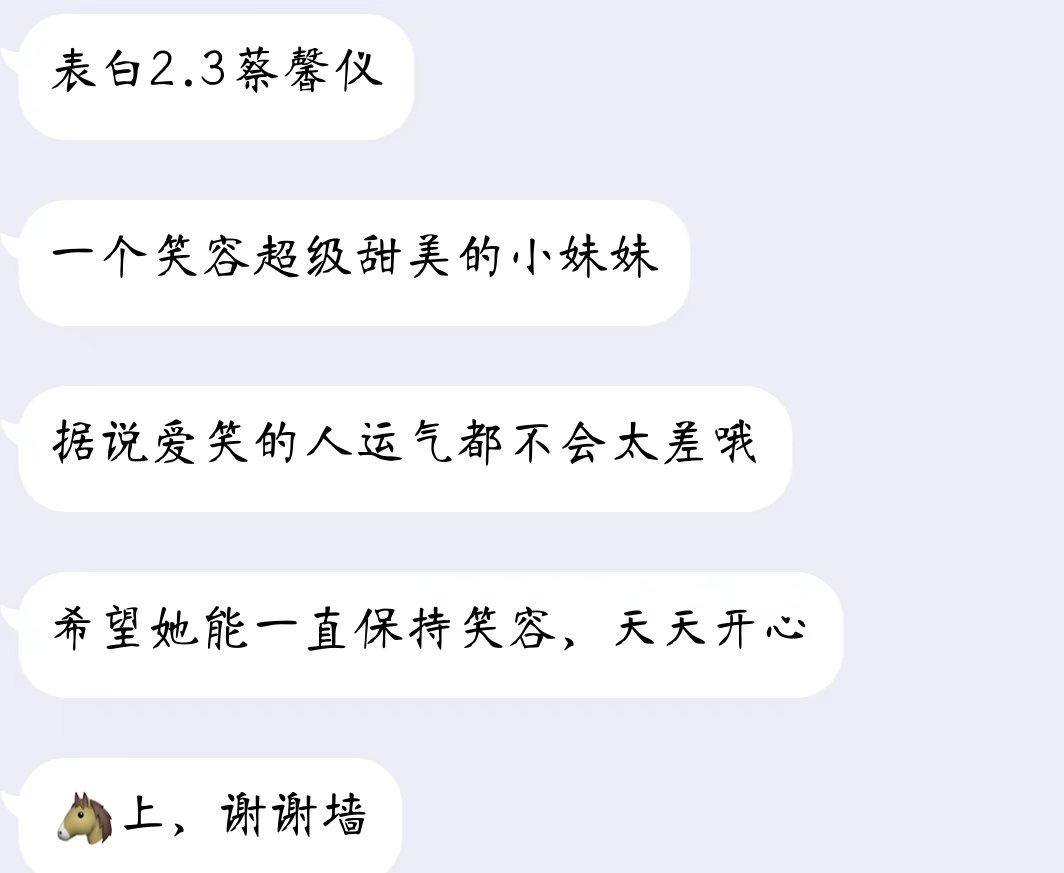 表白2.3蔡馨仪
一个笑容超级甜美的小妹妹
据说爱笑的人运气都不会太差哦
希望她能一直保持笑容，天天开心
🐴上、谢谢墙